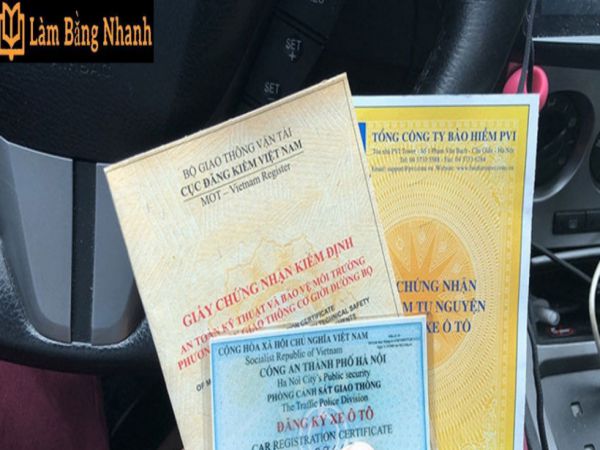 Làm Bằng Nhanh
SET
SET
BỘ GIAO THÔNG VẬN TẢI
CỤC ĐĂNG KIỂM VIỆT NAM
MOT - Vietnam Register
GIẤY CHỨNG NHẬN KIỂM ĐỊNH
AN TOÀN KỸ THUẬT VÀ BẢO VỆ MÔI TRƯỜNG
GIAO THÔNG CƠ GIỚI ĐƯỜNG BỘ
TỔNG CÔNG TY BẢO HIỂM PVI
CHỨNG NHẬN
TỰ NGUYỆN
XE Ô TÔ
CỘNG HÒA XÃ HỘI CHỦ NGHĨA VIỆT NAM
Socialist Republic of Vietnam
CÔNG AN THÀNH PHỐ HÀ NỘI
Ha Noi City's Public security
PHÒNG CẢNH SÁT GIAO THÔNG
The Traffic Police Division
ĐĂNG KÝ XE Ô TÔ
CAR REGISTRATION CERTIFICATE